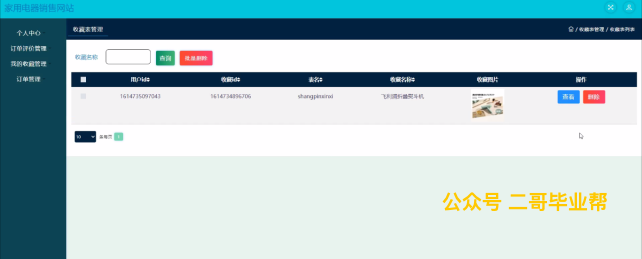 家用电器销售网站
个人中心
订单评价管理
我的收藏管理
订单管理
收藏表管理
/ 收藏表管理 / 收藏表列表
收藏名称
查询
批量删除
用户id 收藏id 表名 收藏名称 收藏图片 操作
1614735097043 1614734896706 shangpinxinxi 飞利浦折叠熨斗机 查看 删除
10 条每页 1
公众号 二哥毕业帮